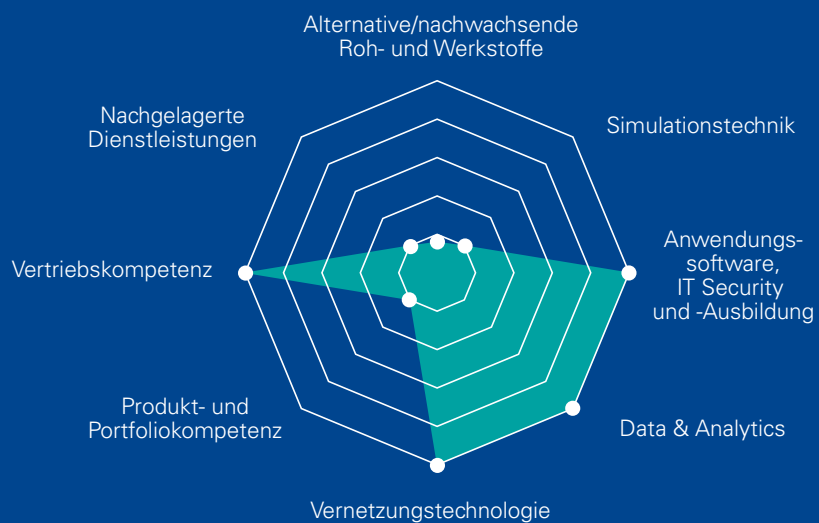 Alternative/nachwachsende
Roh- und Werkstoffe
Nachgelagerte
Dienstleistungen
Simulationstechnik
Vertriebskompetenz
Anwendungs-
software,
IT Security
und -Ausbildung
Produkt- und
Portfoliokompetenz
Data & Analytics
Vernetzungstechnologie